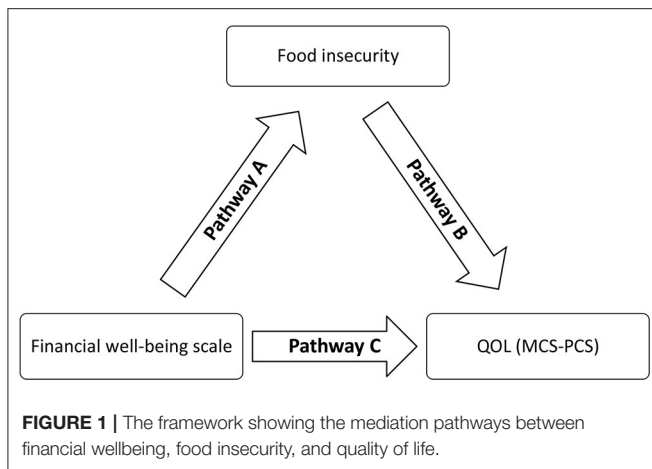 Food insecurity
Pathway A
Pathway B
Financial well-being scale
Pathway C
QOL (MCS-PCS)
FIGURE 1 | The framework showing the mediation pathways between
financial wellbeing, food insecurity, and quality of life.